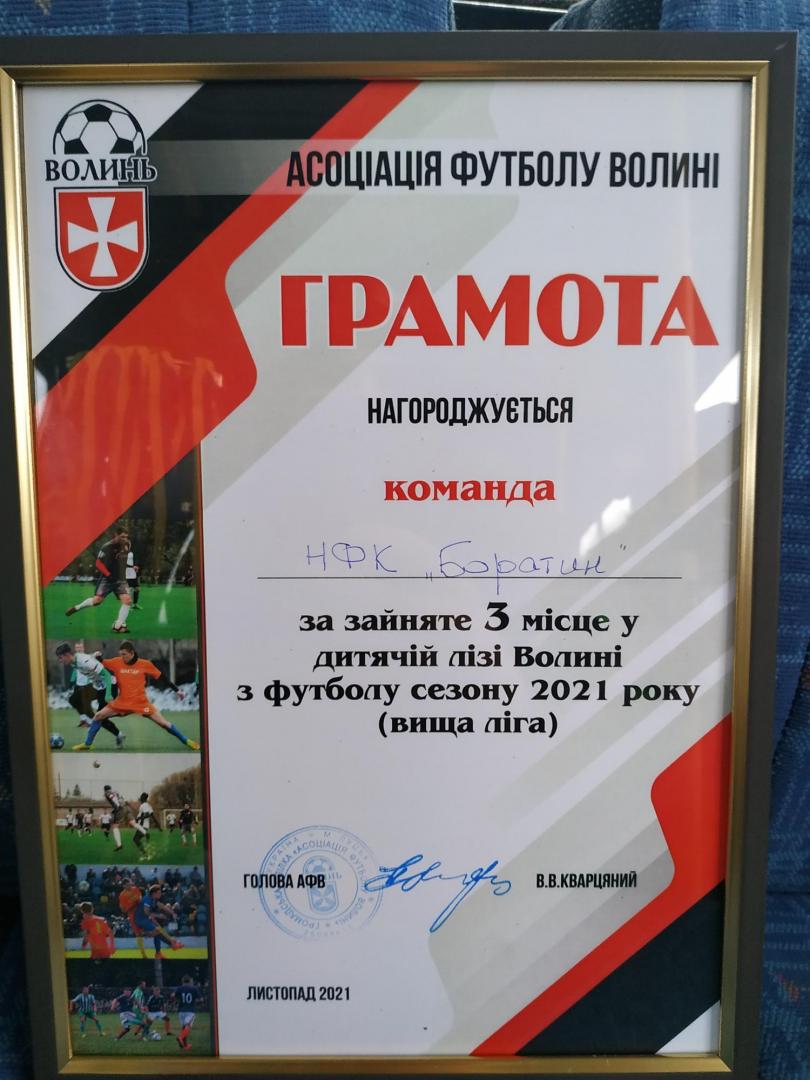 ВОЛИНЬ
АСОЦІАЦІЯ ФУТБОЛУ ВОЛИНІ
ГРАМОТА
НАГОРОДЖУЄТЬСЯ
команда
НФК „Боратин"
за зайняте 3 місце у
дитячій лізі Волині
з футболу сезону 2021 року
(вища ліга)
ГОЛОВА АФВ
В.В.КВАРЦЯНИЙ
ЛИСТОПАД 2021